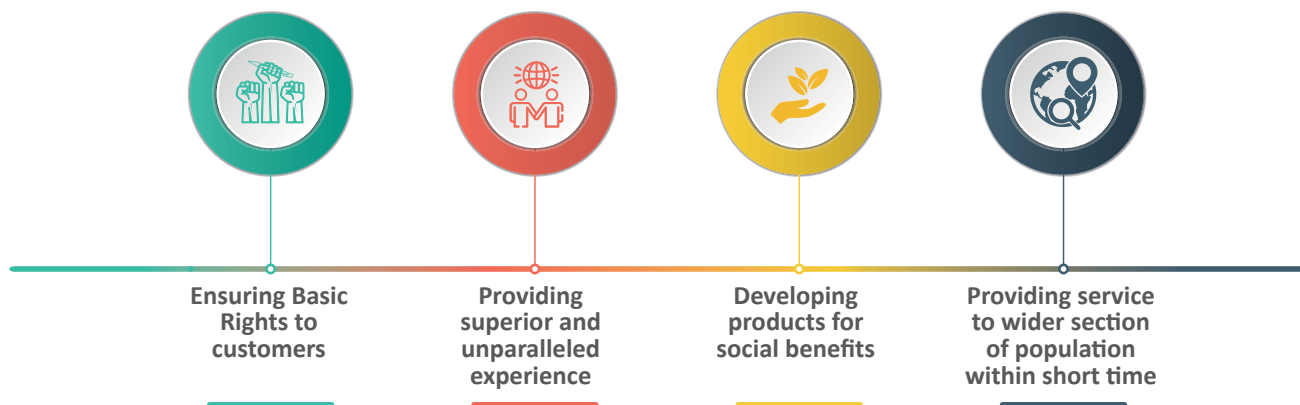 Ensuring Basic
Rights to
customers
Providing
superior and
unparalleled
experience
Developing
products for
social benefits
Providing service
to wider section
of population
within short time